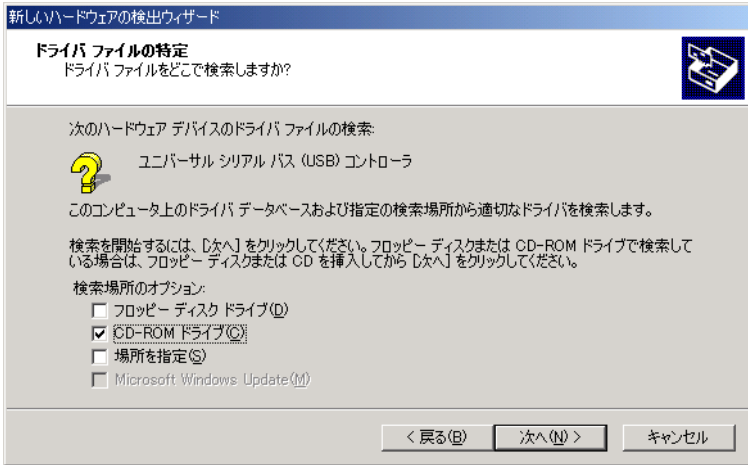 新しいハードウェアの検出ウィザード
ドライバ ファイルの特定
ドライバ ファイルをどこで検索しますか?
次のハードウェア デバイスのドライバ ファイルの検索:
ユニバーサル シリアル バス (USB) コントローラ
このコンピュータ上のドライバ データベースおよび指定の検索場所から適切なドライバを検索します。
検索を開始するには、[次へ] をクリックしてください。フロッピー ディスクまたは CD-ROM ドライブで検索して
いる場合は、フロッピー ディスクまたは CD を挿入してから [次へ] をクリックしてください。
検索場所のオプション:
フロッピー ディスク ドライブ(D)
CD-ROM ドライブ(C)
場所を指定(S)
Microsoft Windows Update(M)
< 戻る(B)
次へ(N) >
キャンセル